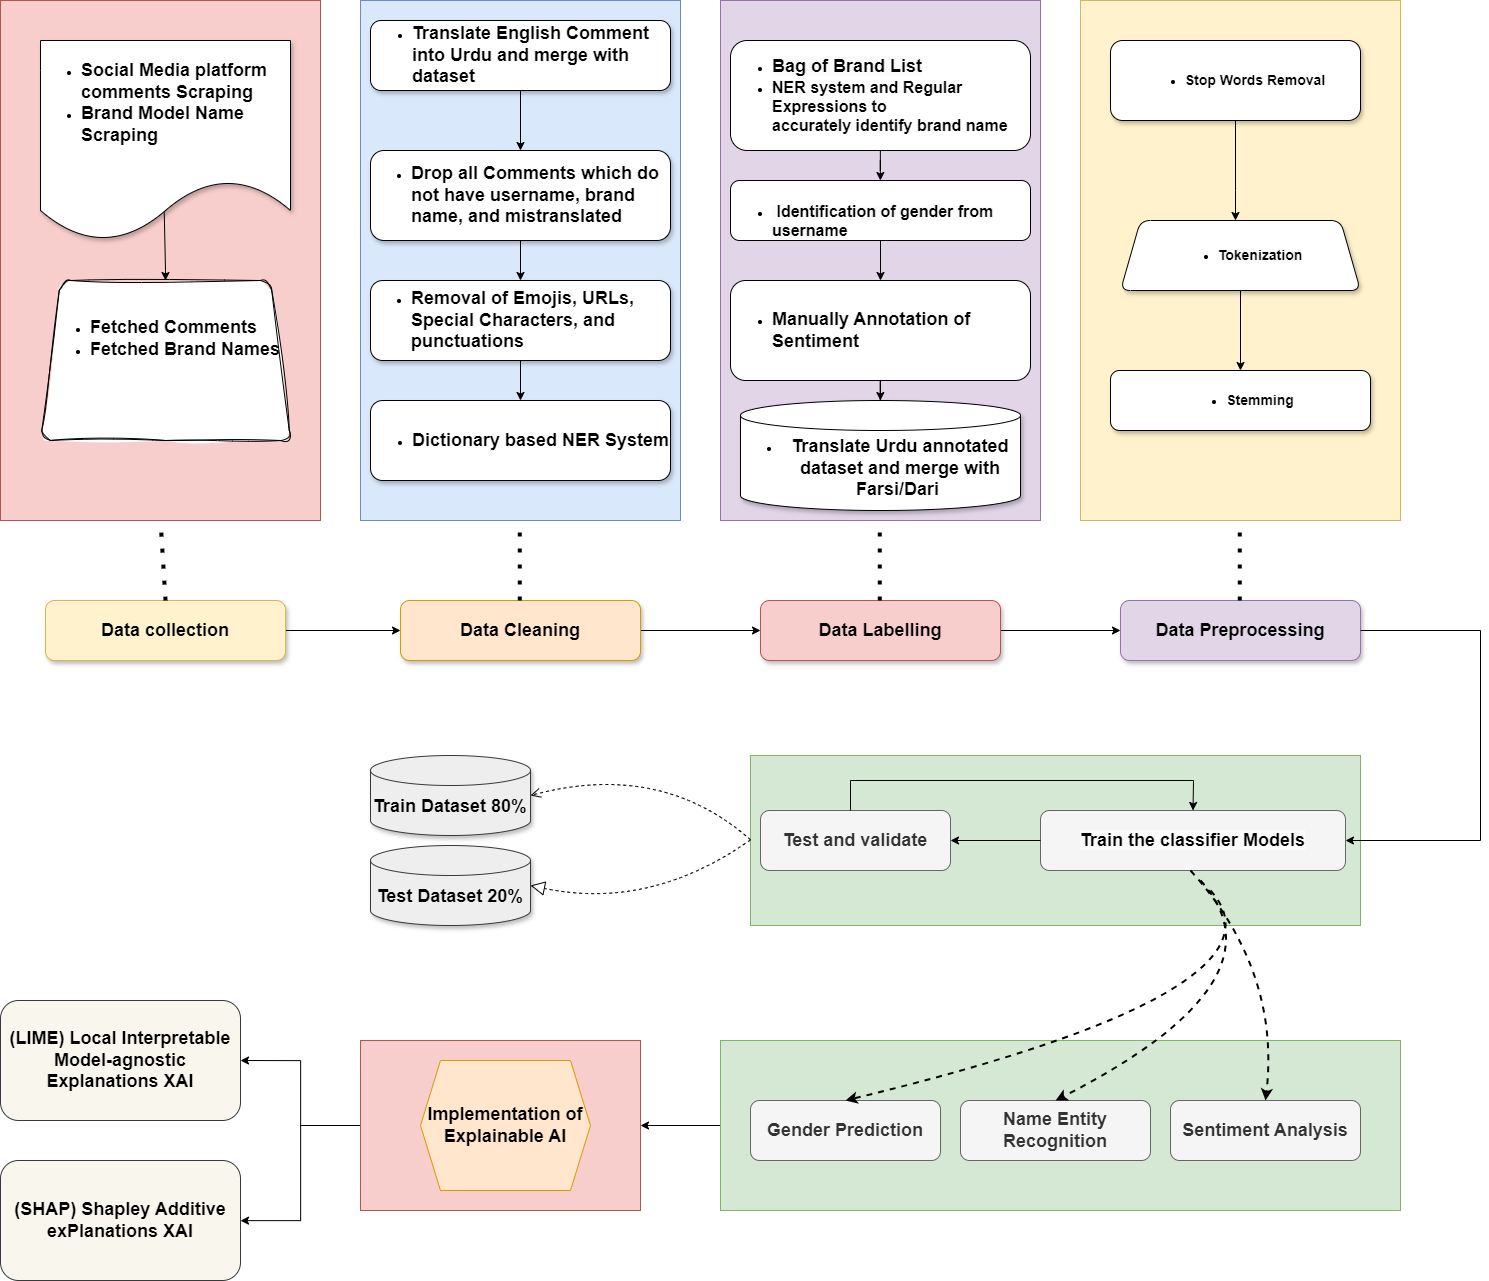 Social Media platform
comments Scraping
Brand Model Name
Scraping
Fetched Comments
Fetched Brand Names
Translate English Comment
into Urdu and merge with
dataset
Drop all Comments which do
not have username, brand
name, and mistranslated
Removal of Emojis, URLs,
Special Characters, and
punctuations
Dictionary based NER System
Bag of Brand List
NER system and Regular
Expressions to
accurately identify brand name
Identification of gender from
username
Manually Annotation of
Sentiment
Translate Urdu annotated
dataset and merge with
Farsi/Dari
Stop Words Removal
Tokenization
Stemming
Data collection
Data Cleaning
Data Labelling
Data Preprocessing
Train Dataset 80%
Test Dataset 20%
Test and validate
Train the classifier Models
(LIME) Local Interpretable
Model-agnostic
Explanations XAI
(SHAP) Shapley Additive
exPlanations XAI
Implementation of
Explainable AI
Gender Prediction
Name Entity
Recognition
Sentiment Analysis